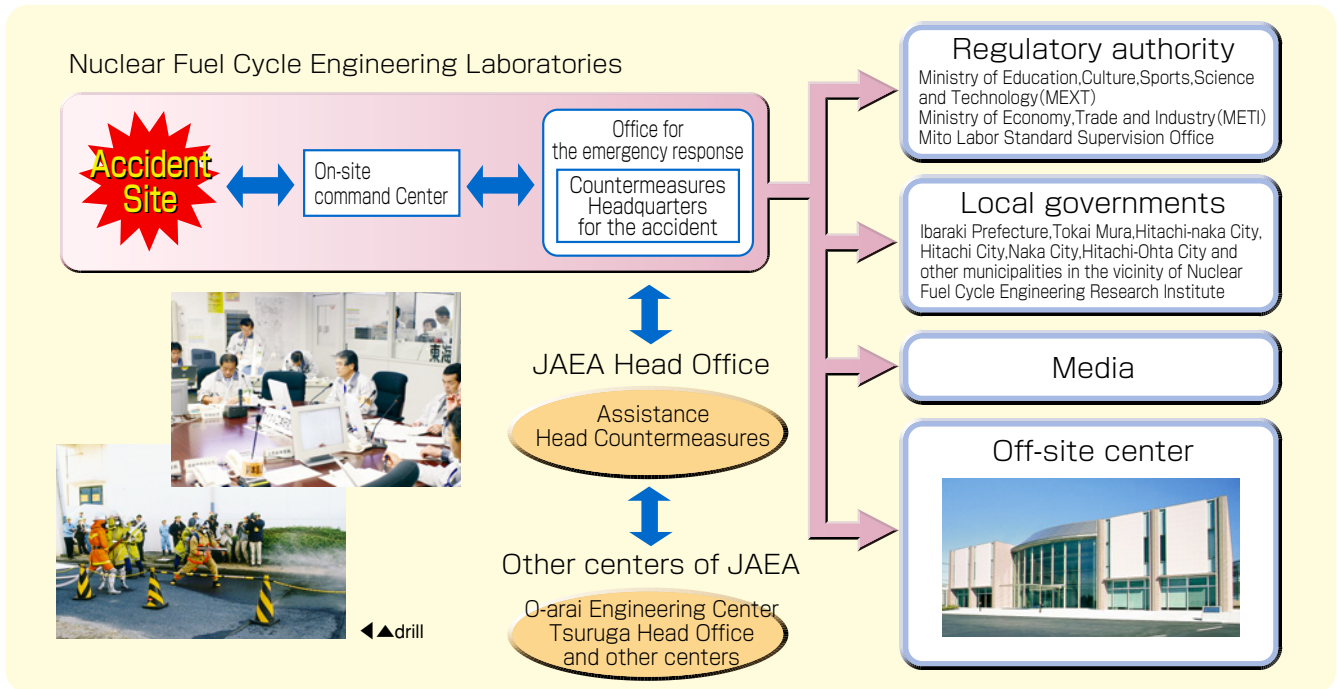 Nuclear Fuel Cycle Engineering Laboratories
Accident
Site
On-site
command Center
Office for
the emergency response
Countermeasures
Headquarters
for the accident
JAEA Head Office
Assistance
Head Countermeasures
Other centers of JAEA
O-arai Engineering Center
Tsuruga Head Office
and other centers
◀▲drill
Regulatory authority
Ministry of Education,Culture,Sports,Science
and Technology(MEXT)
Ministry of Economy,Trade and Industry(METI)
Mito Labor Standard Supervision Office
Local governments
Ibaraki Prefecture,Tokai Mura,Hitachi-naka City,
Hitachi City,Naka City,Hitachi-Ohta City and
other municipalities in the vicinity of Nuclear
Fuel Cycle Engineering Research Institute
Media
Off-site center